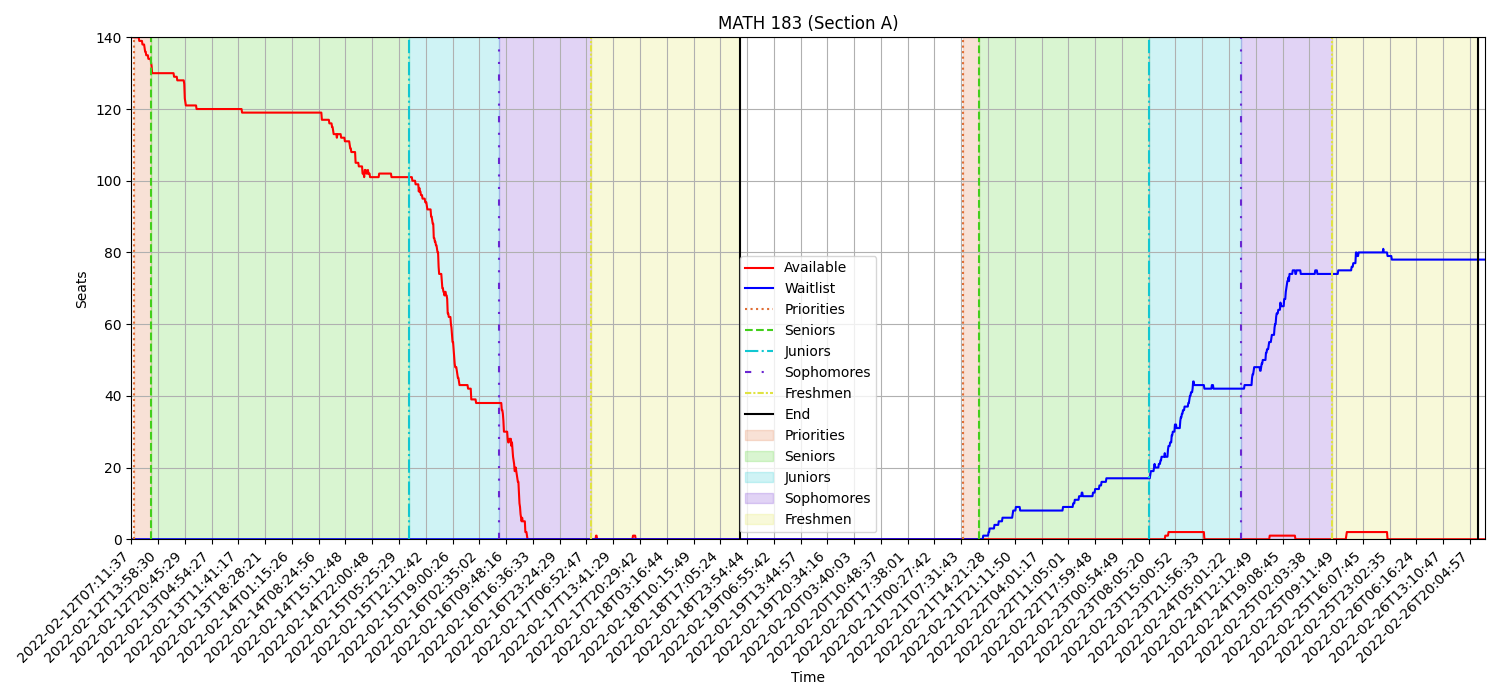 MATH 183 (Section A)
Seats
140
120
100
80
60
40
20
0
Available
Waitlist
Priorities
Seniors
Juniors
Sophomores
Freshmen
End
Priorities
Seniors
Juniors
Sophomores
Freshmen
2022-02-12T07:11:37
2022-02-12T13:58:30
2022-02-12T20:45:29
2022-02-13T04:54:27
2022-02-13T11:41:17
2022-02-13T18:28:21
2022-02-14T01:15:26
2022-02-14T08:24:56
2022-02-14T15:12:48
2022-02-14T22:00:48
2022-02-15T05:25:29
2022-02-15T12:12:42
2022-02-15T19:00:26
2022-02-16T02:35:02
2022-02-16T09:48:16
2022-02-16T16:36:33
2022-02-16T23:24:29
2022-02-17T06:52:47
2022-02-17T13:41:29
2022-02-17T20:29:42
2022-02-18T03:16:44
2022-02-18T10:15:49
2022-02-18T17:05:24
2022-02-18T23:54:44
2022-02-19T06:55:42
2022-02-19T13:44:57
2022-02-19T20:34:16
2022-02-20T03:40:03
2022-02-20T10:48:37
2022-02-20T17:38:01
2022-02-21T00:27:42
2022-02-21T07:31:43
2022-02-21T14:21:28
2022-02-21T21:11:50
2022-02-22T04:01:17
2022-02-22T11:05:01
2022-02-22T17:59:48
2022-02-23T00:54:49
2022-02-23T08:05:20
2022-02-23T15:00:52
2022-02-23T21:56:33
2022-02-24T05:01:22
2022-02-24T12:12:49
2022-02-24T19:08:45
2022-02-25T02:03:38
2022-02-25T09:11:49
2022-02-25T16:07:45
2022-02-25T23:02:35
2022-02-26T06:16:24
2022-02-26T13:10:47
2022-02-26T20:04:57
Time